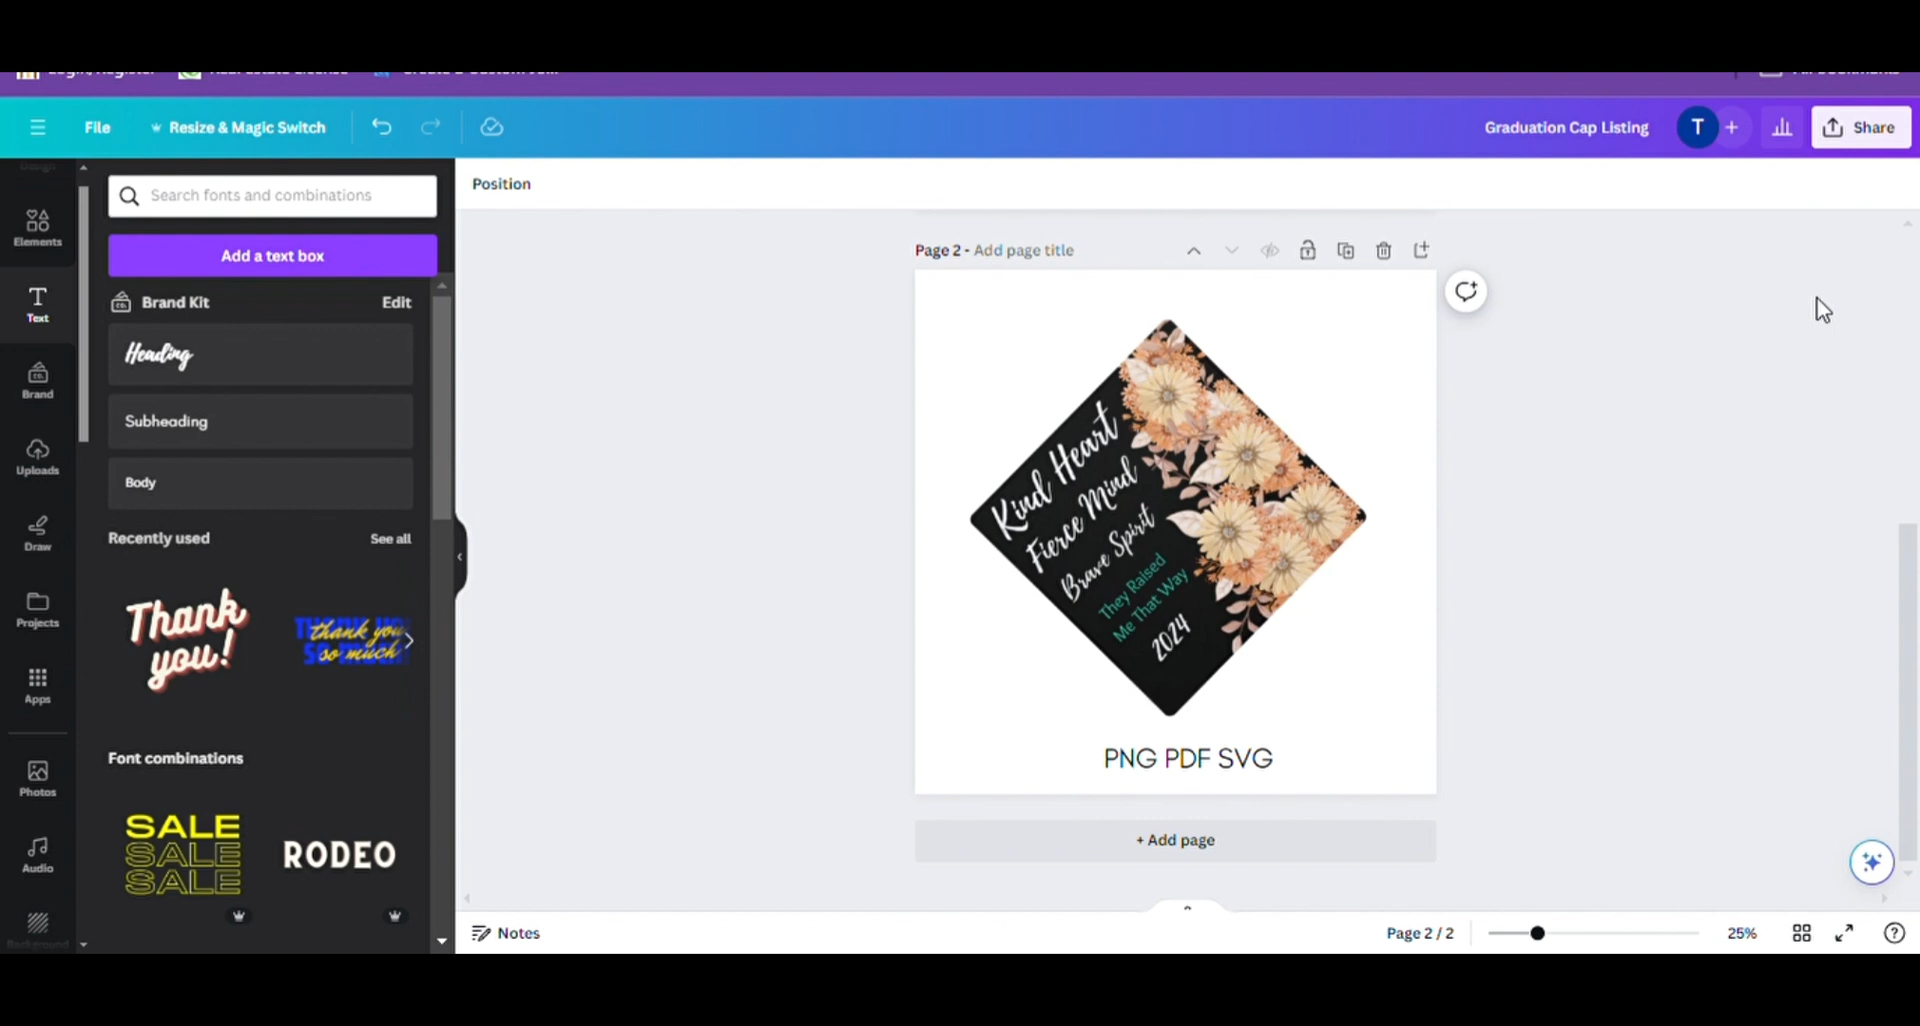 File
Resize & Magic Switch
Graduation Cap Listing
T
+
Share
Elements
Text
Brand
Uploads
Draw
Projects
Apps
Photos
Audio
Background
Search fonts and combinations
Add a text box
Brand Kit
Edit
Heading
Subheading
Body
Recently used
See all
Thank
you!
thank you
so much
Font combinations
SALE
SALE
SALE
RODEO
Position
Page 2 - Add page title
Kind Heart
Fierce Mind
Brave Spirit
They Raised
Me That Way
2024
PNG PDF SVG
+ Add page
Notes
Page 2 / 2
25%